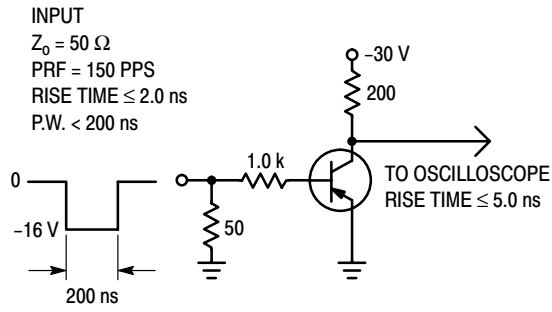 INPUT
Zo = 50 Ω
PRF = 150 PPS
RISE TIME ≤ 2.0 ns
P.W. < 200 ns
−30 V
200
1.0 k
TO OSCILLOSCOPE
RISE TIME ≤ 5.0 ns
0
−16 V
50
200 ns